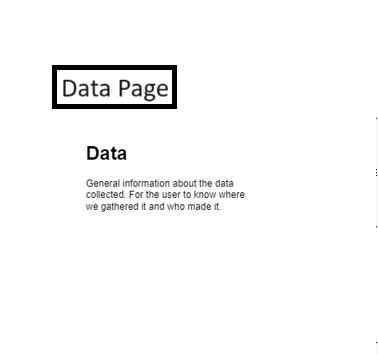 Data Page
Data
General information about the data
collected. For the user to know where
we gathered it and who made it.